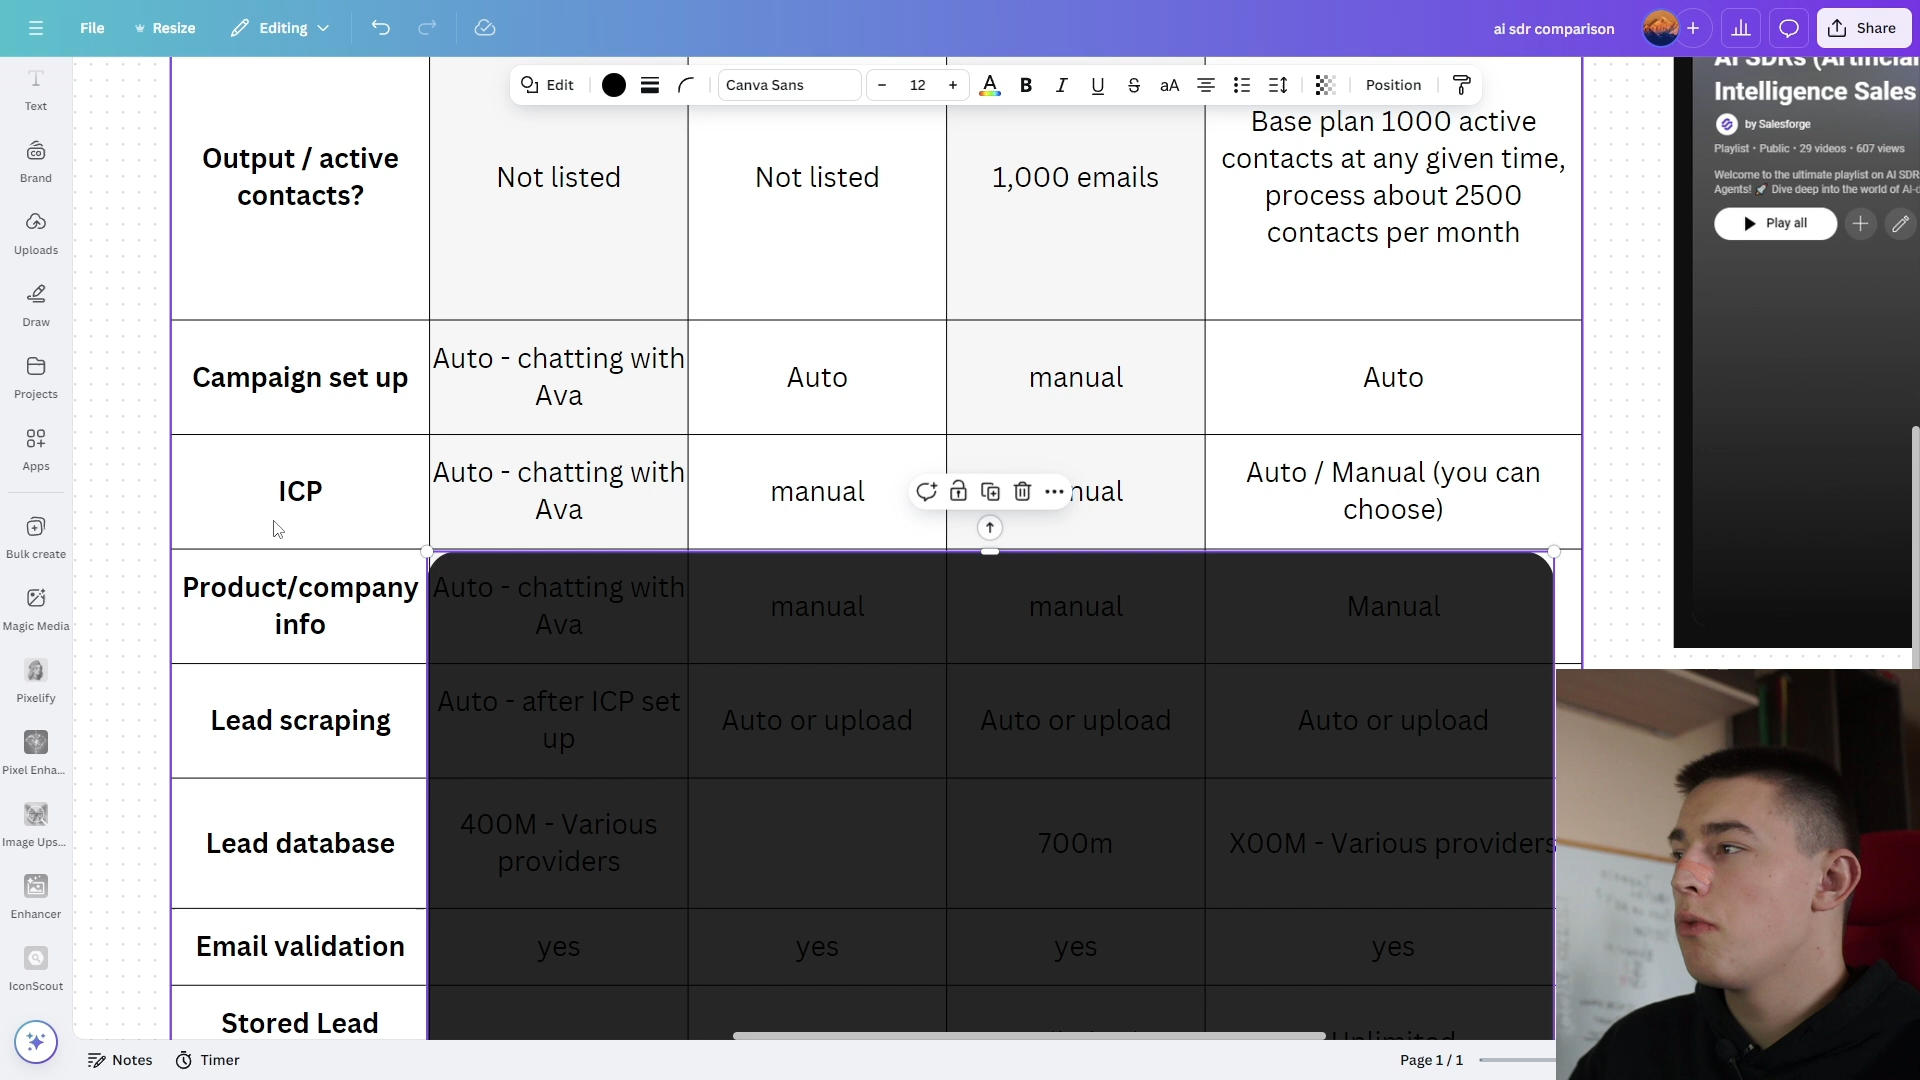 File
Resize
Editing
ai sdr comparison
Share
Edit
Canva Sans
12
Position
Text
Brand
Uploads
Draw
Projects
Apps
Bulk create
Magic Media
Pixelify
Pixel Enha...
Image Ups...
Enhancer
IconScout
Output / active
contacts?
Not listed
Not listed
1,000 emails
Base plan 1000 active
contacts at any given time,
process about 2500
contacts per month
Campaign set up
Auto - chatting with
Ava
Auto
manual
Auto
ICP
Auto - chatting with
Ava
manual
nual
Auto / Manual (you can
choose)
Product/company
info
Auto - chatting with
Ava
manual
manual
Manual
Lead scraping
Auto - after ICP set
up
Auto or upload
Auto or upload
Auto or upload
Lead database
400M - Various
providers
700m
X00M - Various providers
Email validation
yes
yes
yes
yes
Stored Lead
Unlimited
AI SDRs (Artificial
Intelligence Sales
by Salesforge
Playlist • Public • 29 videos • 607 views
Welcome to the ultimate playlist on AI SDR
Agents! 🚀 Dive deep into the world of AI-d
Play all
Notes
Timer
Page 1 / 1